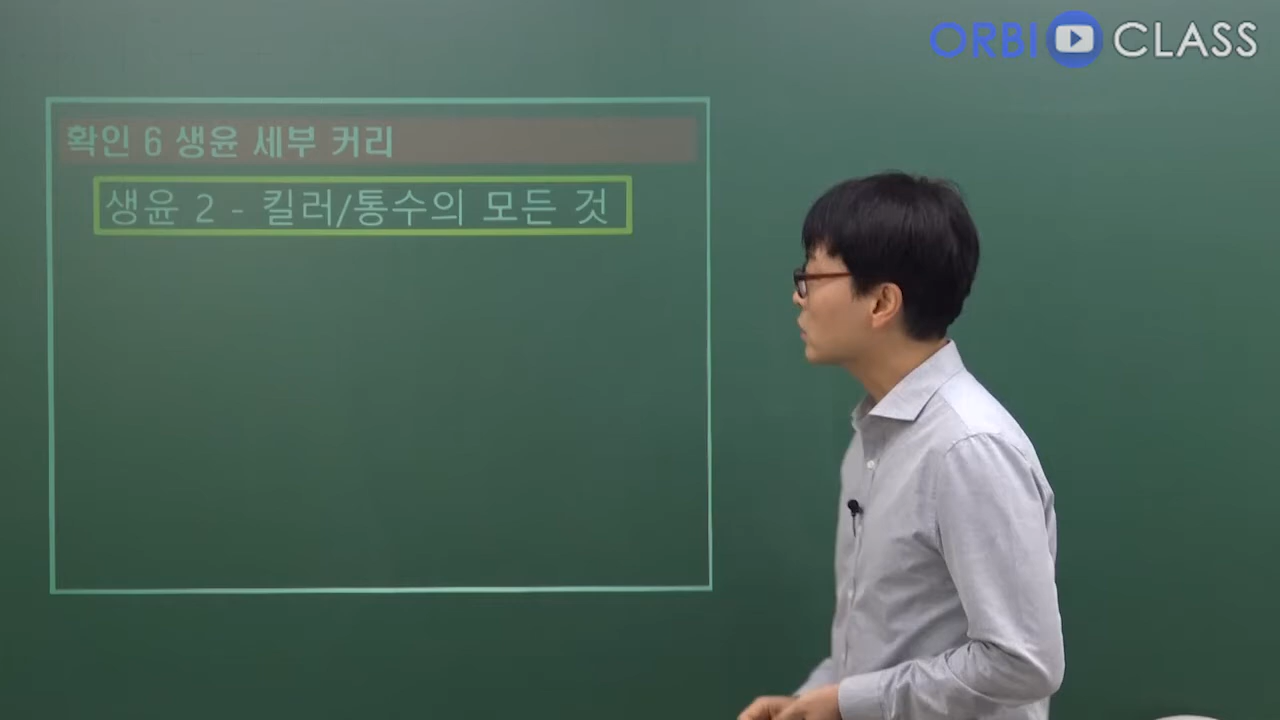 ORBI CLASS
확인 6 생윤 세부 커리
생윤 2 - 킬러/통수의 모든 것